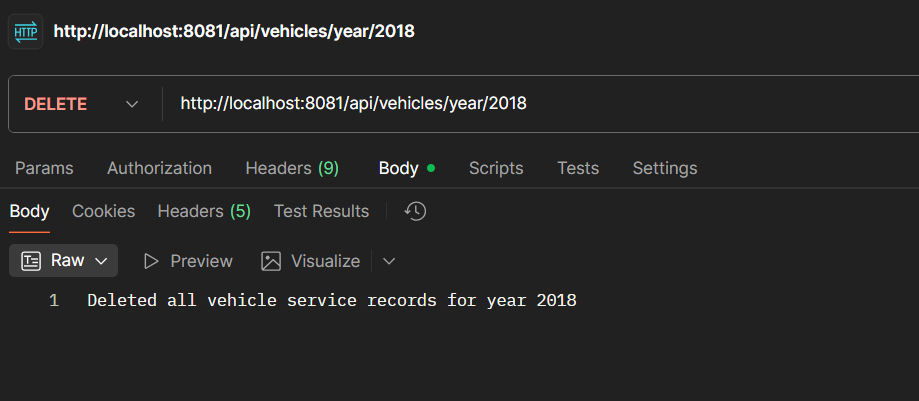 HTTP http://localhost:8081/api/vehicles/year/2018
DELETE http://localhost:8081/api/vehicles/year/2018
Params Authorization Headers (9) Body Scripts Tests Settings
Body Cookies Headers (5) Test Results
Raw Preview Visualize
1 Deleted all vehicle service records for year 2018